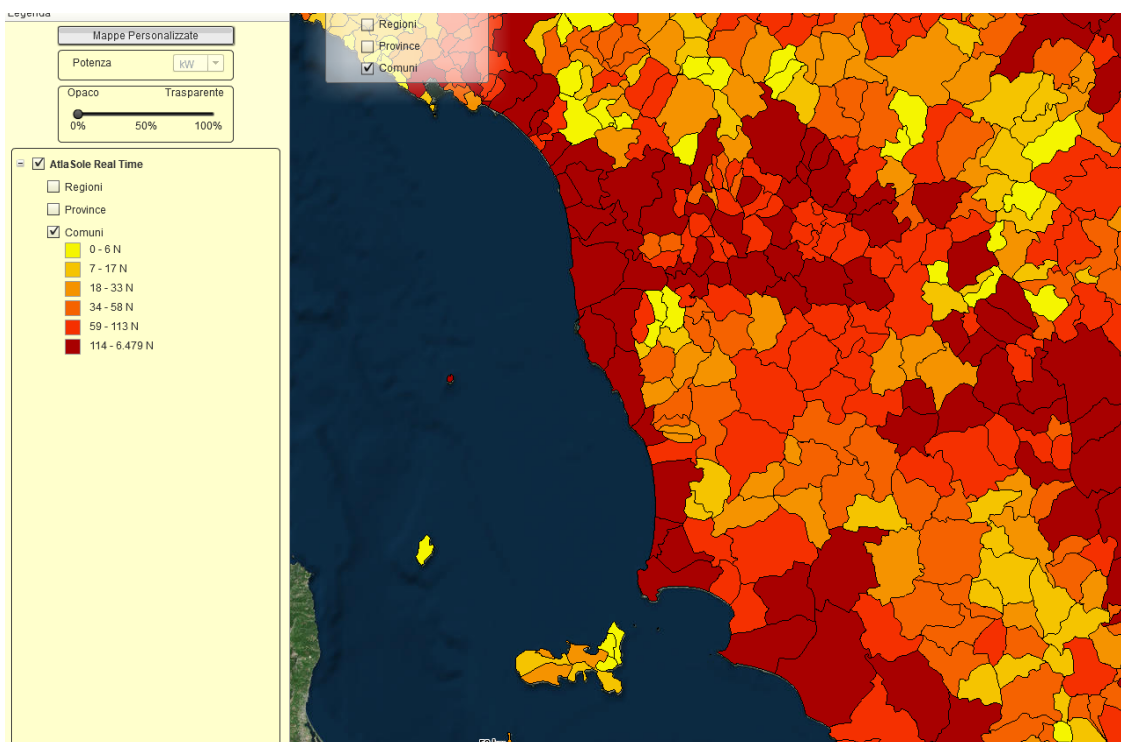 Legenda
Mappe Personalizzate
Potenza kW
Opaco Trasparente
0% 50% 100%
AtlaSole Real Time
Regioni
Province
Comuni
0 - 6 N
7 - 17 N
18 - 33 N
34 - 58 N
59 - 113 N
114 - 6.479 N
Regioni
Province
Comuni